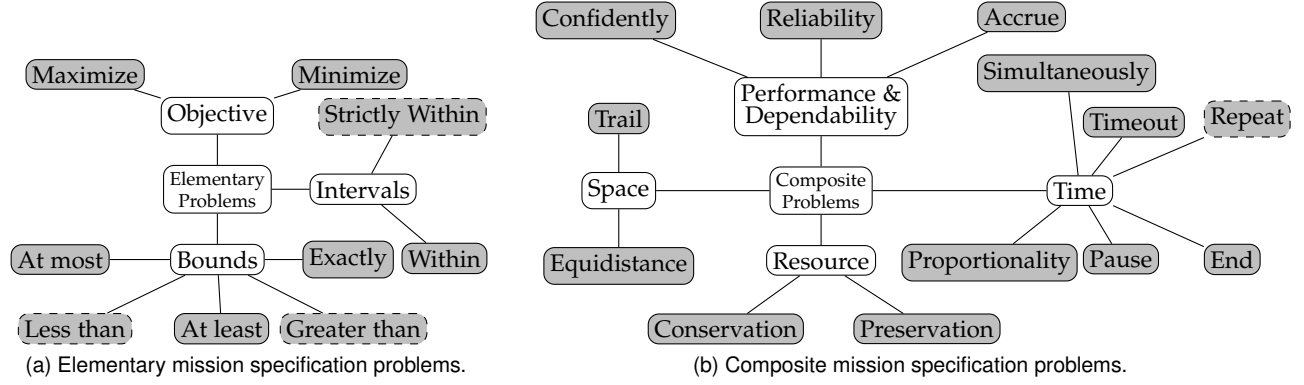 Maximize
Minimize
Objective
Strictly Within
Elementary
Problems
Intervals
At most
Bounds
Exactly
Within
Less than
At least
Greater than
(a) Elementary mission specification problems.
Confidently
Reliability
Accrue
Performance &
Dependability
Simultaneously
Trail
Timeout
Repeat
Space
Composite
Problems
Time
Equidistance
Resource
Proportionality
Pause
End
Conservation
Preservation
(b) Composite mission specification problems.